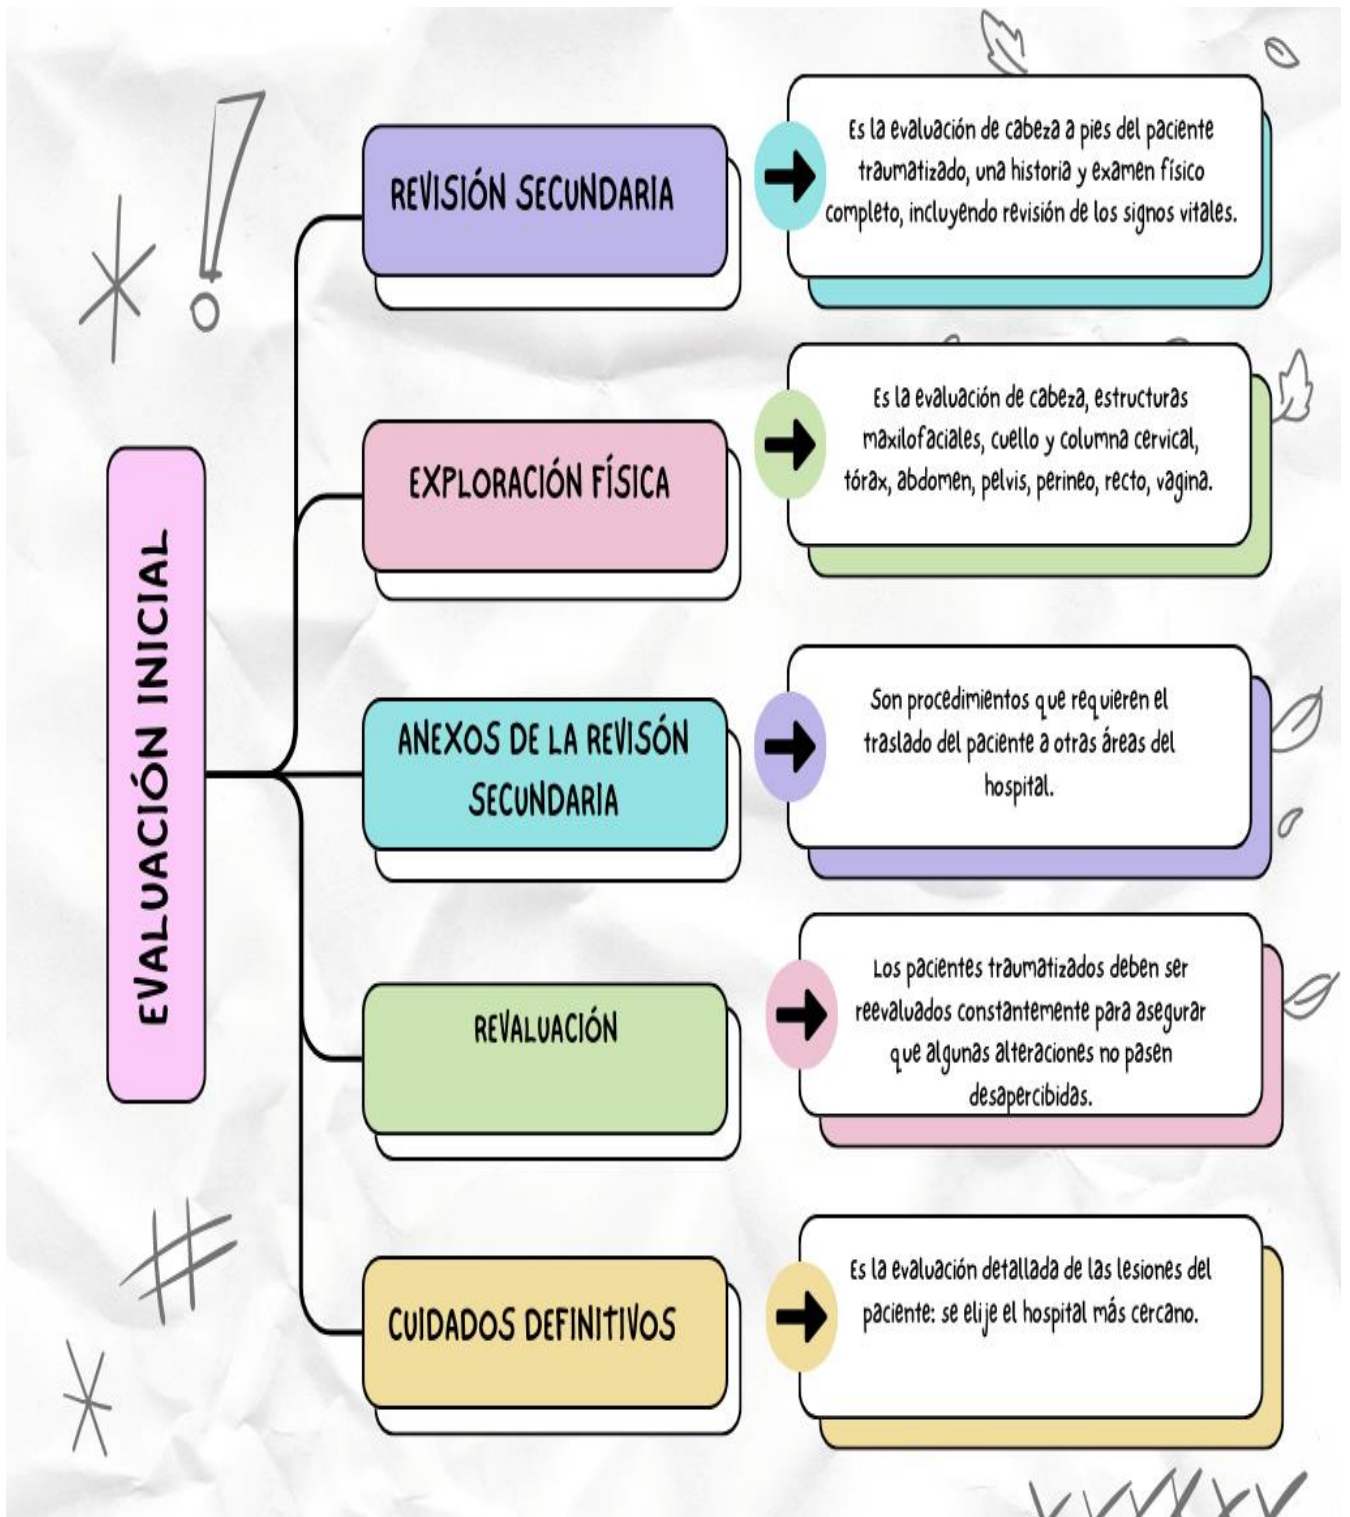 EVALUACIÓN INICIAL
REVISIÓN SECUNDARIA
Es la evaluación de cabeza a pies del paciente
traumatizado, una historia y examen físico
completo, incluyendo revisión de los signos vitales.
EXPLORACIÓN FÍSICA
Es la evaluación de cabeza, estructuras
maxilofaciales, cuello y columna cervical,
tórax, abdomen, pelvis, perineo, recto, vagina.
ANEXOS DE LA REVISÓN
SECUNDARIA
Son procedimientos que requieren el
traslado del paciente a otras áreas del
hospital.
REVALUACIÓN
Los pacientes traumatizados deben ser
reevaluados constantemente para asegurar
que algunas alteraciones no pasen
desapercibidas.
CUIDADOS DEFINITIVOS
Es la evaluación detallada de las lesiones del
paciente: se elije el hospital más cercano.